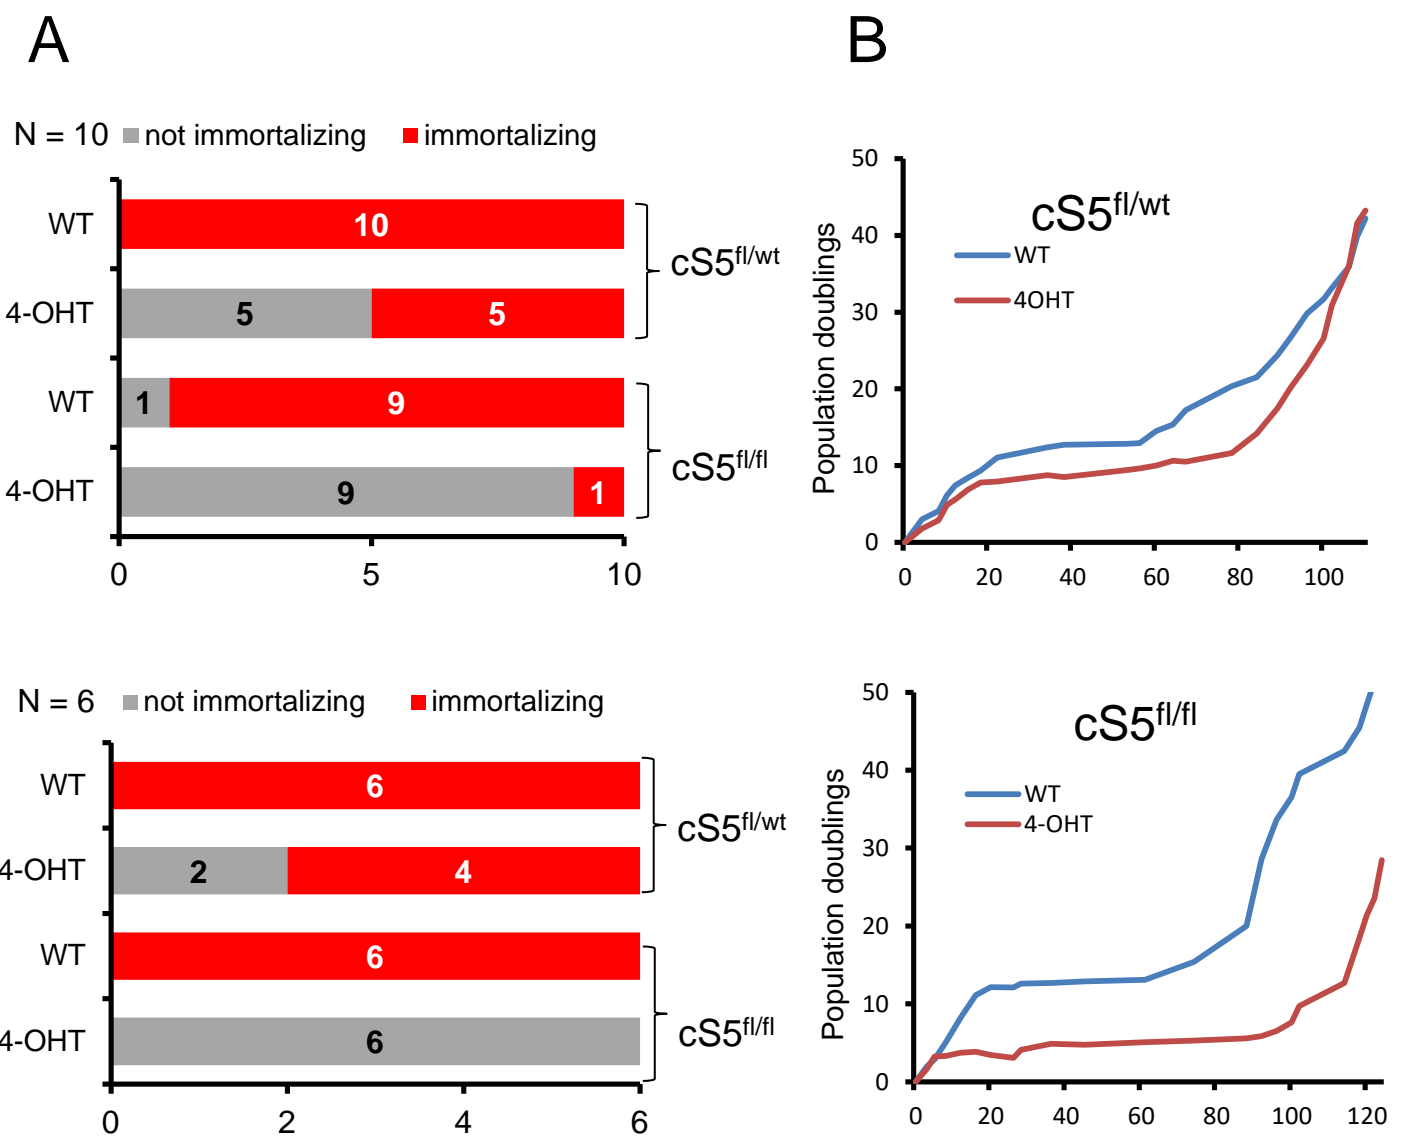 A
N = 10 not immortalizing immortalizing
WT
10
4-OHT
5 5
cS5fl/wt
WT
1 9
4-OHT
9 1
cS5fl/fl
0 5 10
N = 6 not immortalizing immortalizing
WT
6
4-OHT
2 4
cS5fl/wt
WT
6
4-OHT
6
cS5fl/fl
0 2 4 6
B
cS5fl/wt
WT
4OHT
Population doublings
50
40
30
20
10
0
0 20 40 60 80 100
cS5fl/fl
WT
4-OHT
Population doublings
50
40
30
20
10
0
0 20 40 60 80 100 120